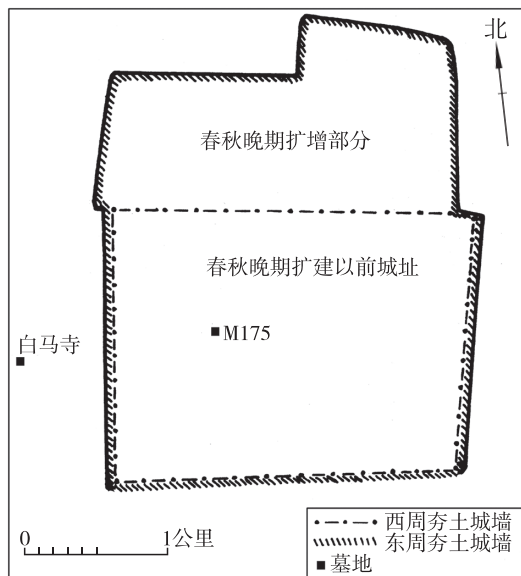 北
春秋晚期扩增部分
春秋晚期扩建以前城址
M175
白马寺
0 1公里
西周夯土城墙
东周夯土城墙
墓地